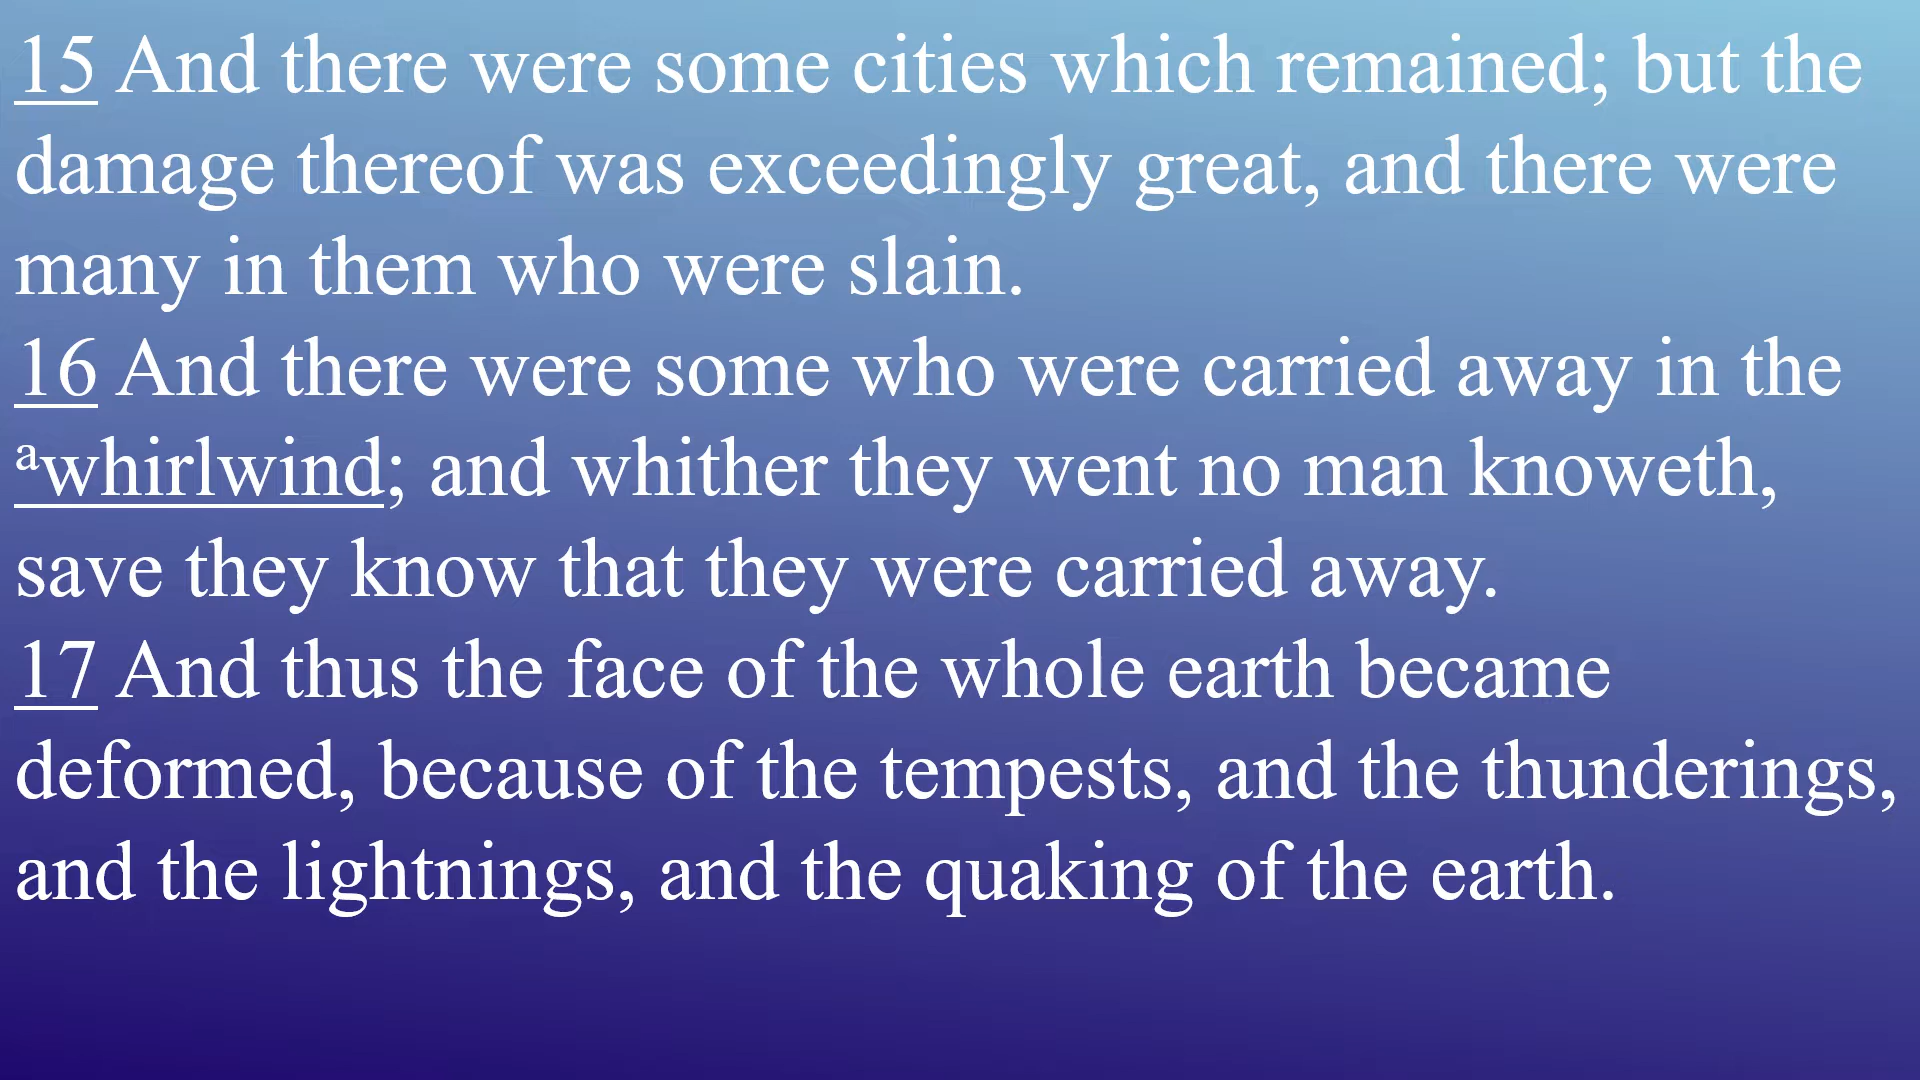 15 And there were some cities which remained; but the
damage thereof was exceedingly great, and there were
many in them who were slain.
16 And there were some who were carried away in the
awhirlwind; and whither they went no man knoweth,
save they know that they were carried away.
17 And thus the face of the whole earth became
deformed, because of the tempests, and the thunderings,
and the lightnings, and the quaking of the earth.